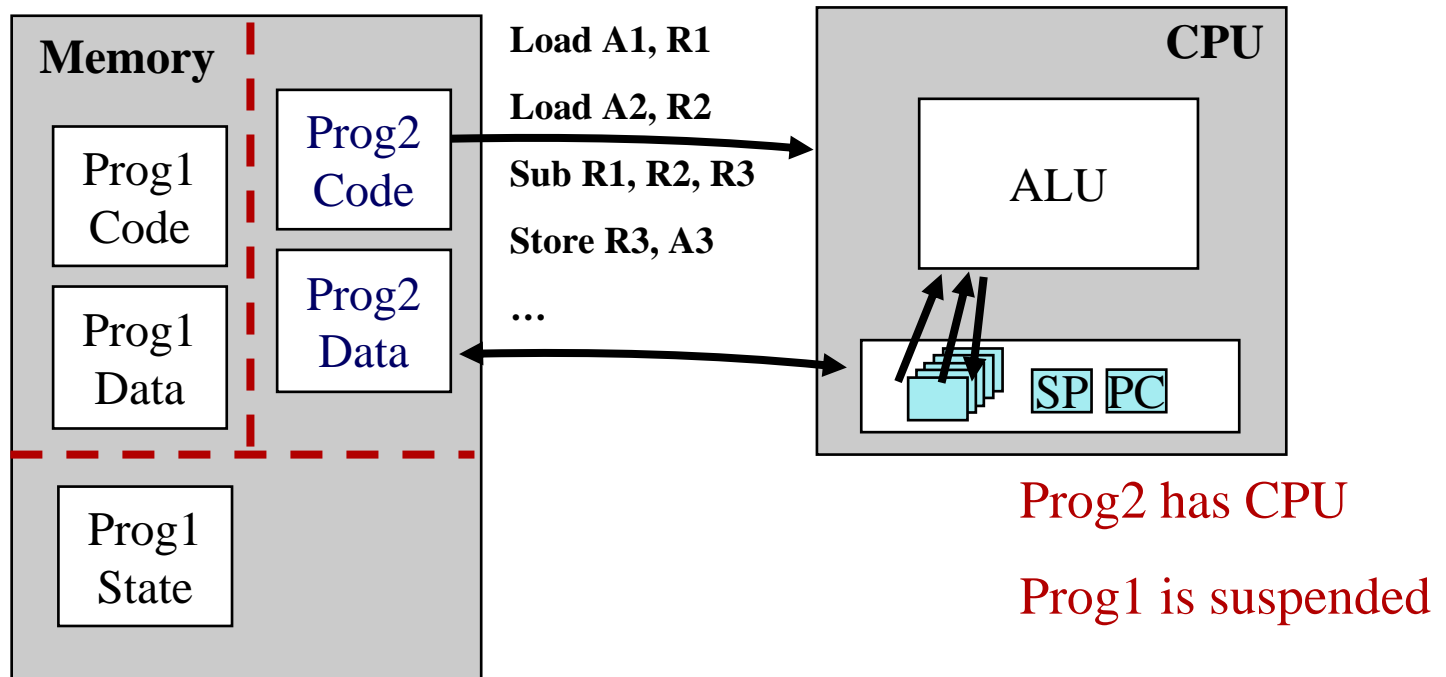 Memory
Prog1
Code
Prog1
Data
Prog2
Code
Prog2
Data
Prog1
State
Load A1, R1
Load A2, R2
Sub R1, R2, R3
Store R3, A3
…
CPU
ALU
SP PC
Prog2 has CPU
Prog1 is suspended